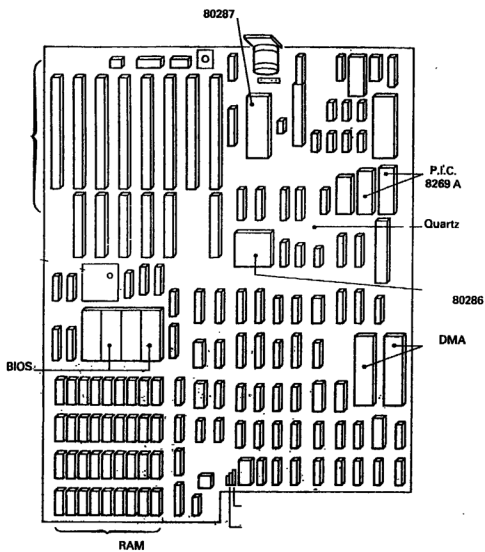 80287
P.I.C.
8269 A
Quartz
80286
DMA
BIOS
RAM